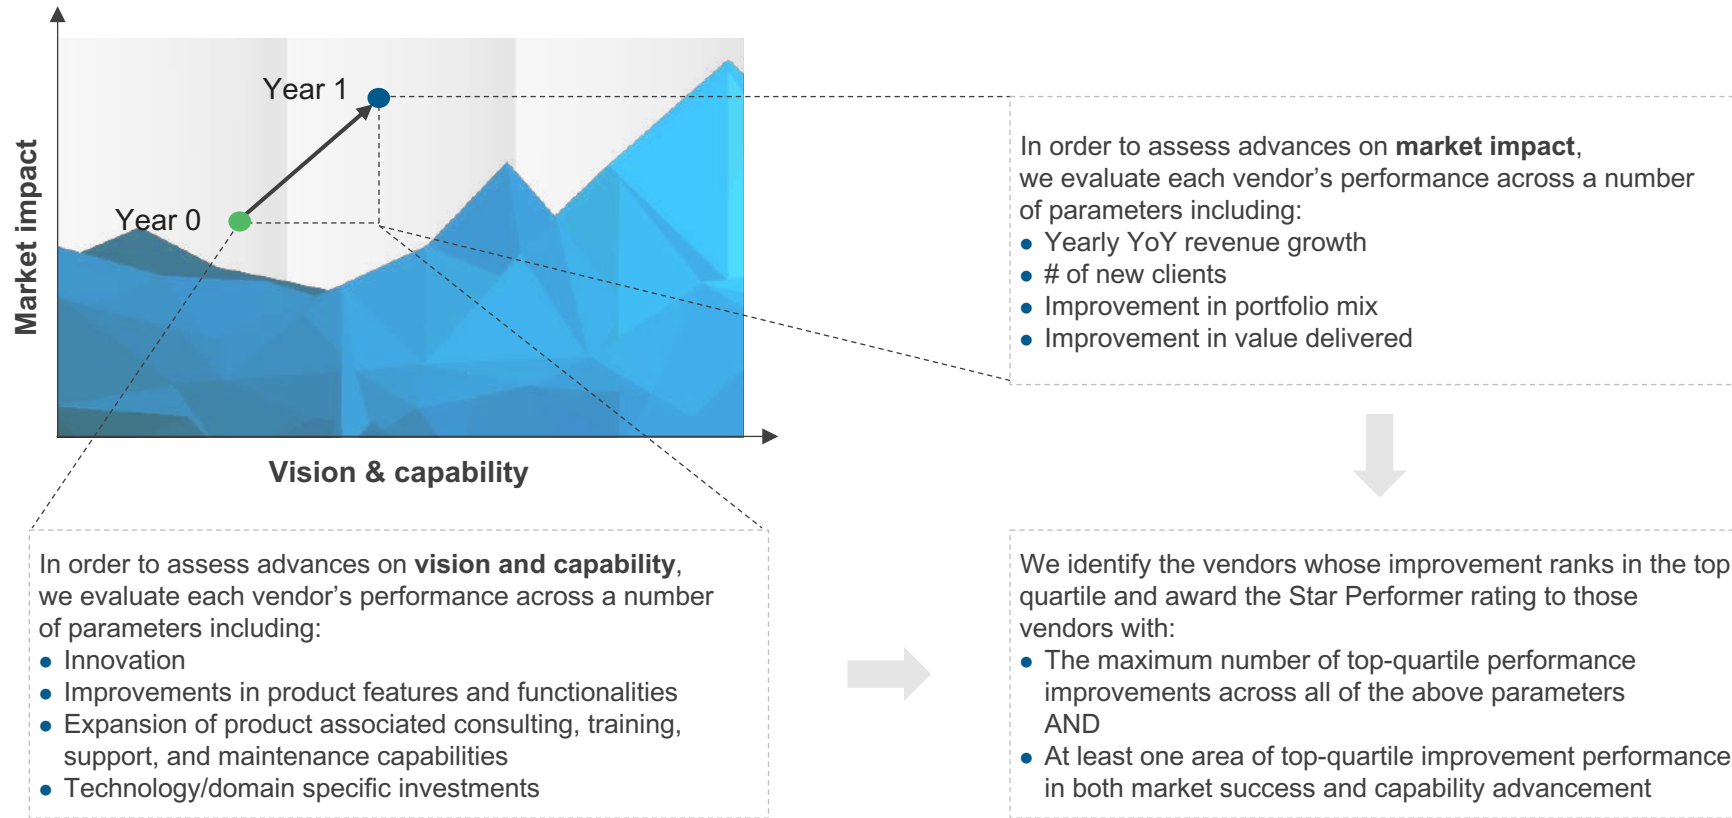 Market impact
Year 1
Year 0
Vision & capability
In order to assess advances on market impact,
we evaluate each vendor’s performance across a number
of parameters including:
● Yearly YoY revenue growth
● # of new clients
● Improvement in portfolio mix
● Improvement in value delivered
In order to assess advances on vision and capability,
we evaluate each vendor’s performance across a number
of parameters including:
● Innovation
● Improvements in product features and functionalities
● Expansion of product associated consulting, training,
support, and maintenance capabilities
● Technology/domain specific investments
We identify the vendors whose improvement ranks in the top
quartile and award the Star Performer rating to those
vendors with:
● The maximum number of top-quartile performance
improvements across all of the above parameters
AND
● At least one area of top-quartile improvement performance
in both market success and capability advancement